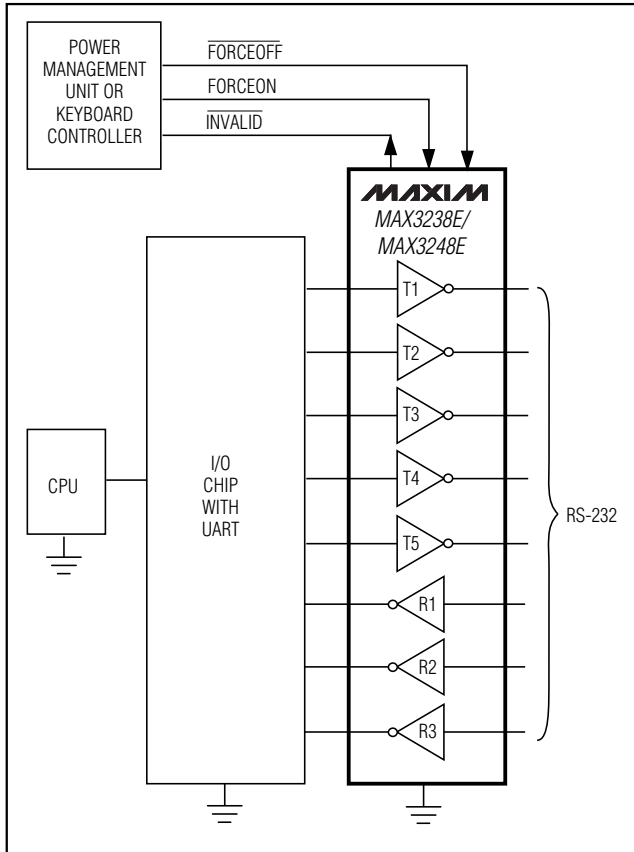 POWER
MANAGEMENT
UNIT OR
KEYBOARD
CONTROLLER
FORCEOFF
FORCEON
INVALID
MAXIM
MAX3238E/
MAX3248E
T1
T2
T3
T4
T5
R1
R2
R3
CPU
I/O
CHIP
WITH
UART
RS-232